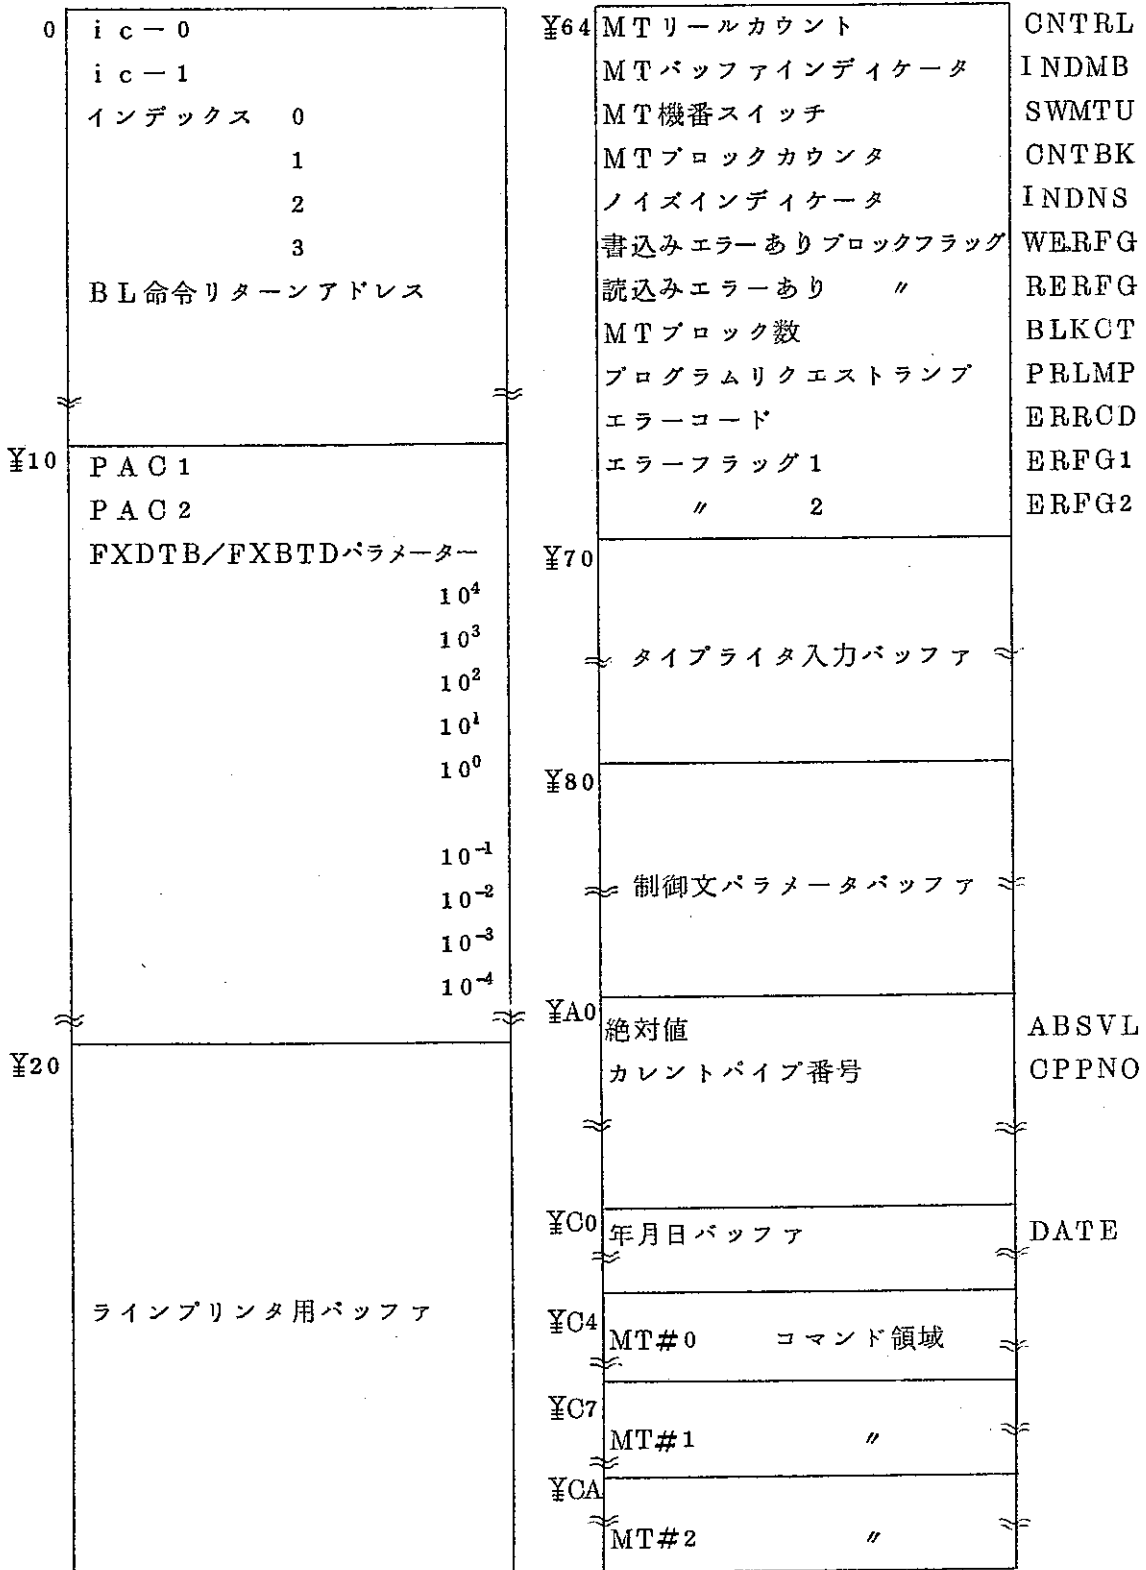 0 ic－0
ic－1
インデックス 0
1
2
3
BL命令リターンアドレス
¥10 PAC1
PAC2
FXDTB/FXBTDパラメーター
10⁴
10³
10²
10¹
10⁰
10⁻¹
10⁻²
10⁻³
10⁻⁴
¥20
ラインプリンタ用バッファ
¥64 MTリールカウント CNTRL
MTバッファインディケータ INDMB
MT機番スイッチ SWMTU
MTブロックカウンタ CNTBK
ノイズインディケータ INDNS
書込みエラーありブロックフラッグ WERFG
読込みエラーあり 〃 RERFG
MTブロック数 BLKCT
プログラムリクエストランプ PRLMP
エラーコード ERRCD
エラーフラッグ1 ERFG1
〃 2 ERFG2
¥70
タイプライタ入力バッファ
¥80
制御文パラメータバッファ
¥A0 絶対値 ABSVL
カレントパイプ番号 CPPNO
¥C0 年月日バッファ DATE
¥C4
MT#0 コマンド領域
¥C7
MT#1 〃
¥CA
MT#2 〃